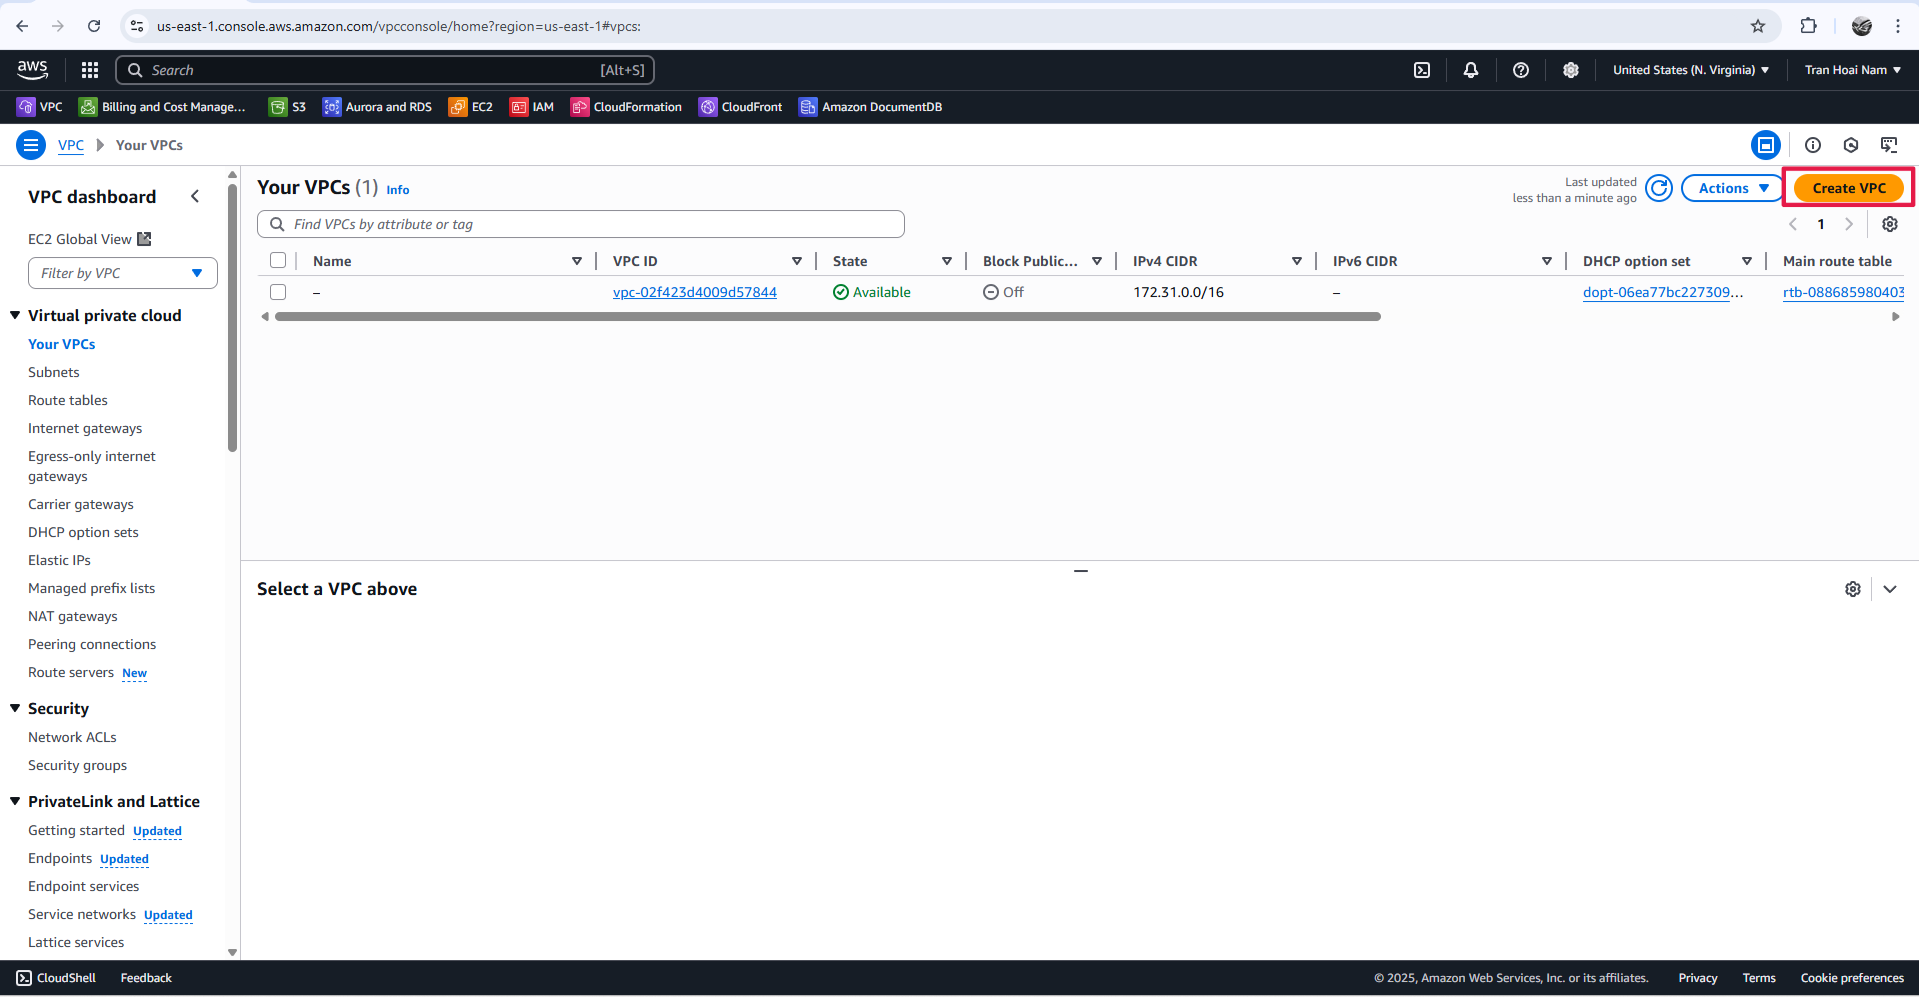 us-east-1.console.aws.amazon.com/vpcconsole/home?region=us-east-1#vpcs:
aws
Search [Alt+S]
United States (N. Virginia) Tran Hoai Nam
VPC Billing and Cost Manage... S3 Aurora and RDS EC2 IAM CloudFormation CloudFront Amazon DocumentDB
VPC Your VPCs
VPC dashboard
EC2 Global View
Filter by VPC
Virtual private cloud
Your VPCs
Subnets
Route tables
Internet gateways
Egress-only internet
gateways
Carrier gateways
DHCP option sets
Elastic IPs
Managed prefix lists
NAT gateways
Peering connections
Route servers New
Security
Network ACLs
Security groups
PrivateLink and Lattice
Getting started Updated
Endpoints Updated
Endpoint services
Service networks Updated
Lattice services
Your VPCs (1) Info
Last updated
less than a minute ago
Actions
Create VPC
Find VPCs by attribute or tag
1
Name VPC ID State Block Public... IPv4 CIDR IPv6 CIDR DHCP option set Main route table
– vpc-02f423d4009d57844 Available Off 172.31.0.0/16 – dopt-06ea77bc227309... rtb-088685980403
Select a VPC above
CloudShell Feedback
© 2025, Amazon Web Services, Inc. or its affiliates. Privacy Terms Cookie preferences